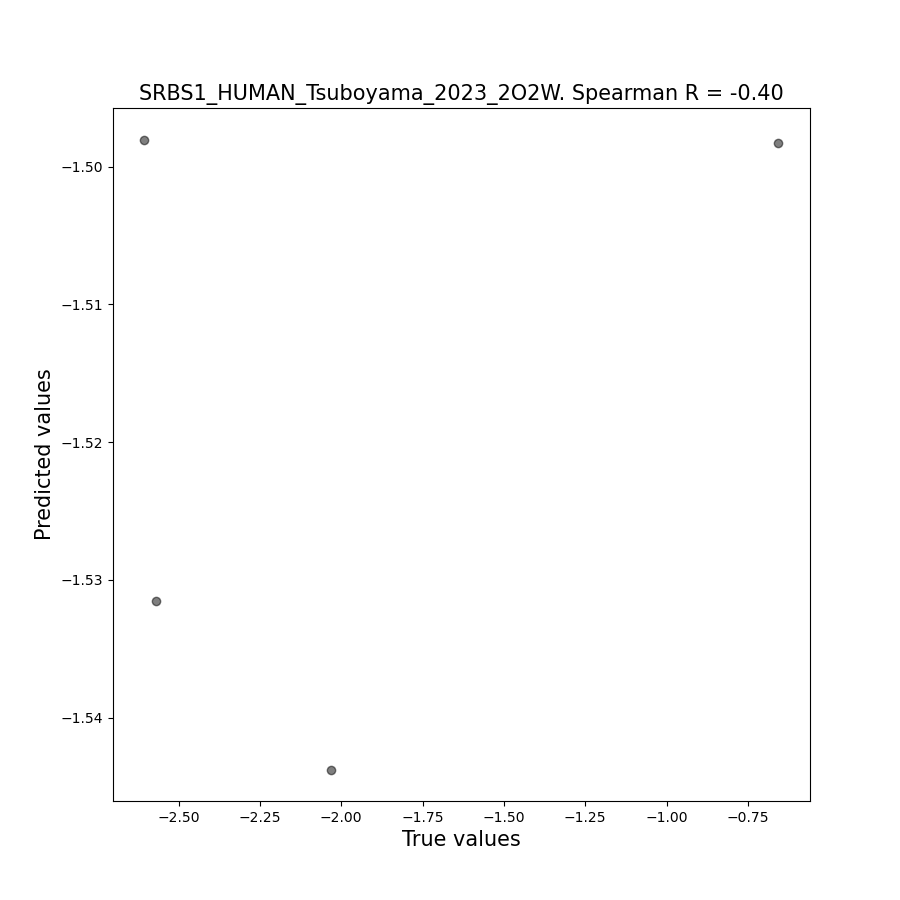 SRBS1_HUMAN_Tsuboyama_2023_2O2W. Spearman R = -0.40
Predicted values
−1.50
−1.51
−1.52
−1.53
−1.54
−2.50 −2.25 −2.00 −1.75 −1.50 −1.25 −1.00 −0.75
True values